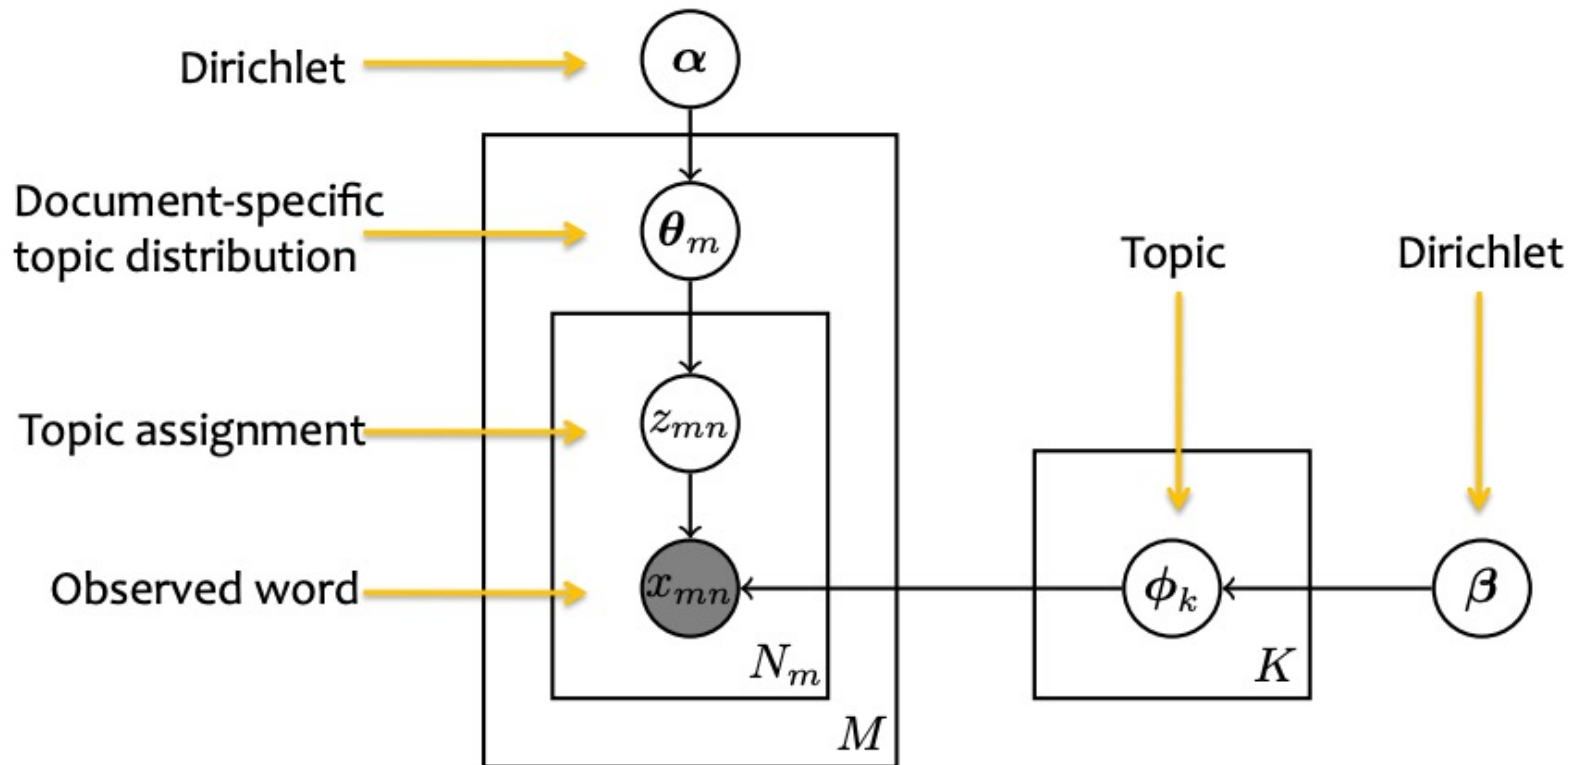 Dirichlet
α
Document-specific
topic distribution
θ_m
Topic
Dirichlet
Topic assignment
z_mn
Observed word
x_mn
ϕ_k
β
N_m
K
M